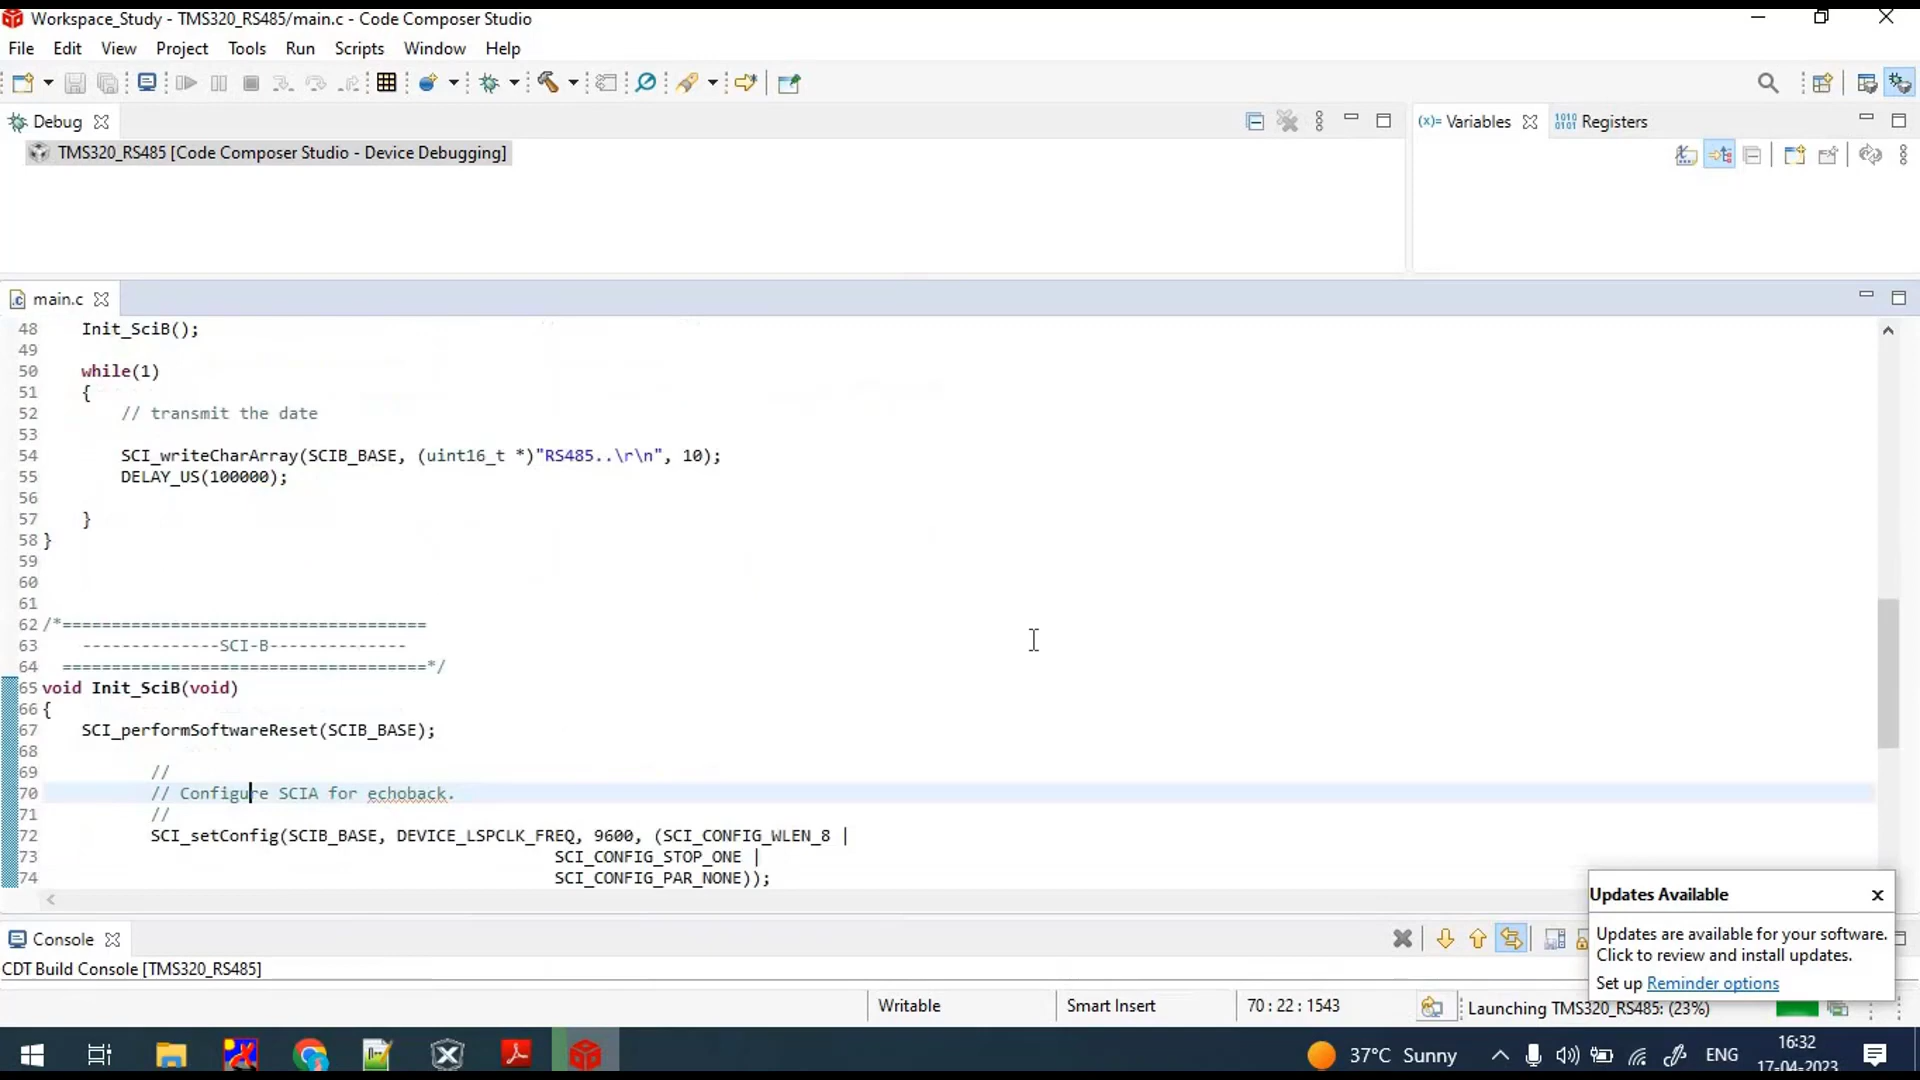 Workspace_Study - TMS320_RS485/main.c - Code Composer Studio
File Edit View Project Tools Run Scripts Window Help
Debug
(x)= Variables
1010 0101 Registers
TMS320_RS485 [Code Composer Studio - Device Debugging]
main.c
48 Init_SciB();
49
50 while(1)
51 {
52 // transmit the date
53
54 SCI_writeCharArray(SCIB_BASE, (uint16_t *)"RS485..\r\n", 10);
55 DELAY_US(100000);
56
57 }
58 }
59
60
61
62 /*=====================================
63 --------------SCI-B--------------
64 =====================================*/
65 void Init_SciB(void)
66 {
67 SCI_performSoftwareReset(SCIB_BASE);
68
69 //
70 // Configure SCIA for echoback.
71 //
72 SCI_setConfig(SCIB_BASE, DEVICE_LSPCLK_FREQ, 9600, (SCI_CONFIG_WLEN_8 |
73 SCI_CONFIG_STOP_ONE |
74 SCI_CONFIG_PAR_NONE));
Updates Available x
Updates are available for your software.
Click to review and install updates.
Set up Reminder options
Console
CDT Build Console [TMS320_RS485]
Writable Smart Insert 70 : 22 : 1543 Launching TMS320_RS485: (23%)
37°C Sunny ENG 16:32
17-04-2023